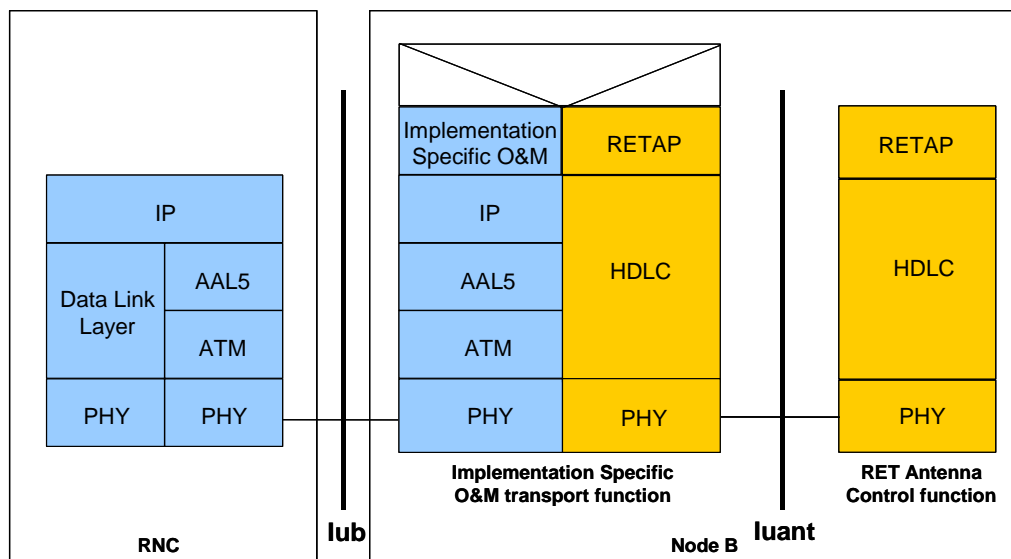 IP
Data Link
Layer
AAL5
ATM
PHY
PHY
RNC
Iub
Implementation
Specific O&M
RETAP
IP
AAL5
ATM
HDLC
PHY
PHY
Implementation Specific
O&M transport function
Node B
Iuant
RETAP
HDLC
PHY
RET Antenna
Control function